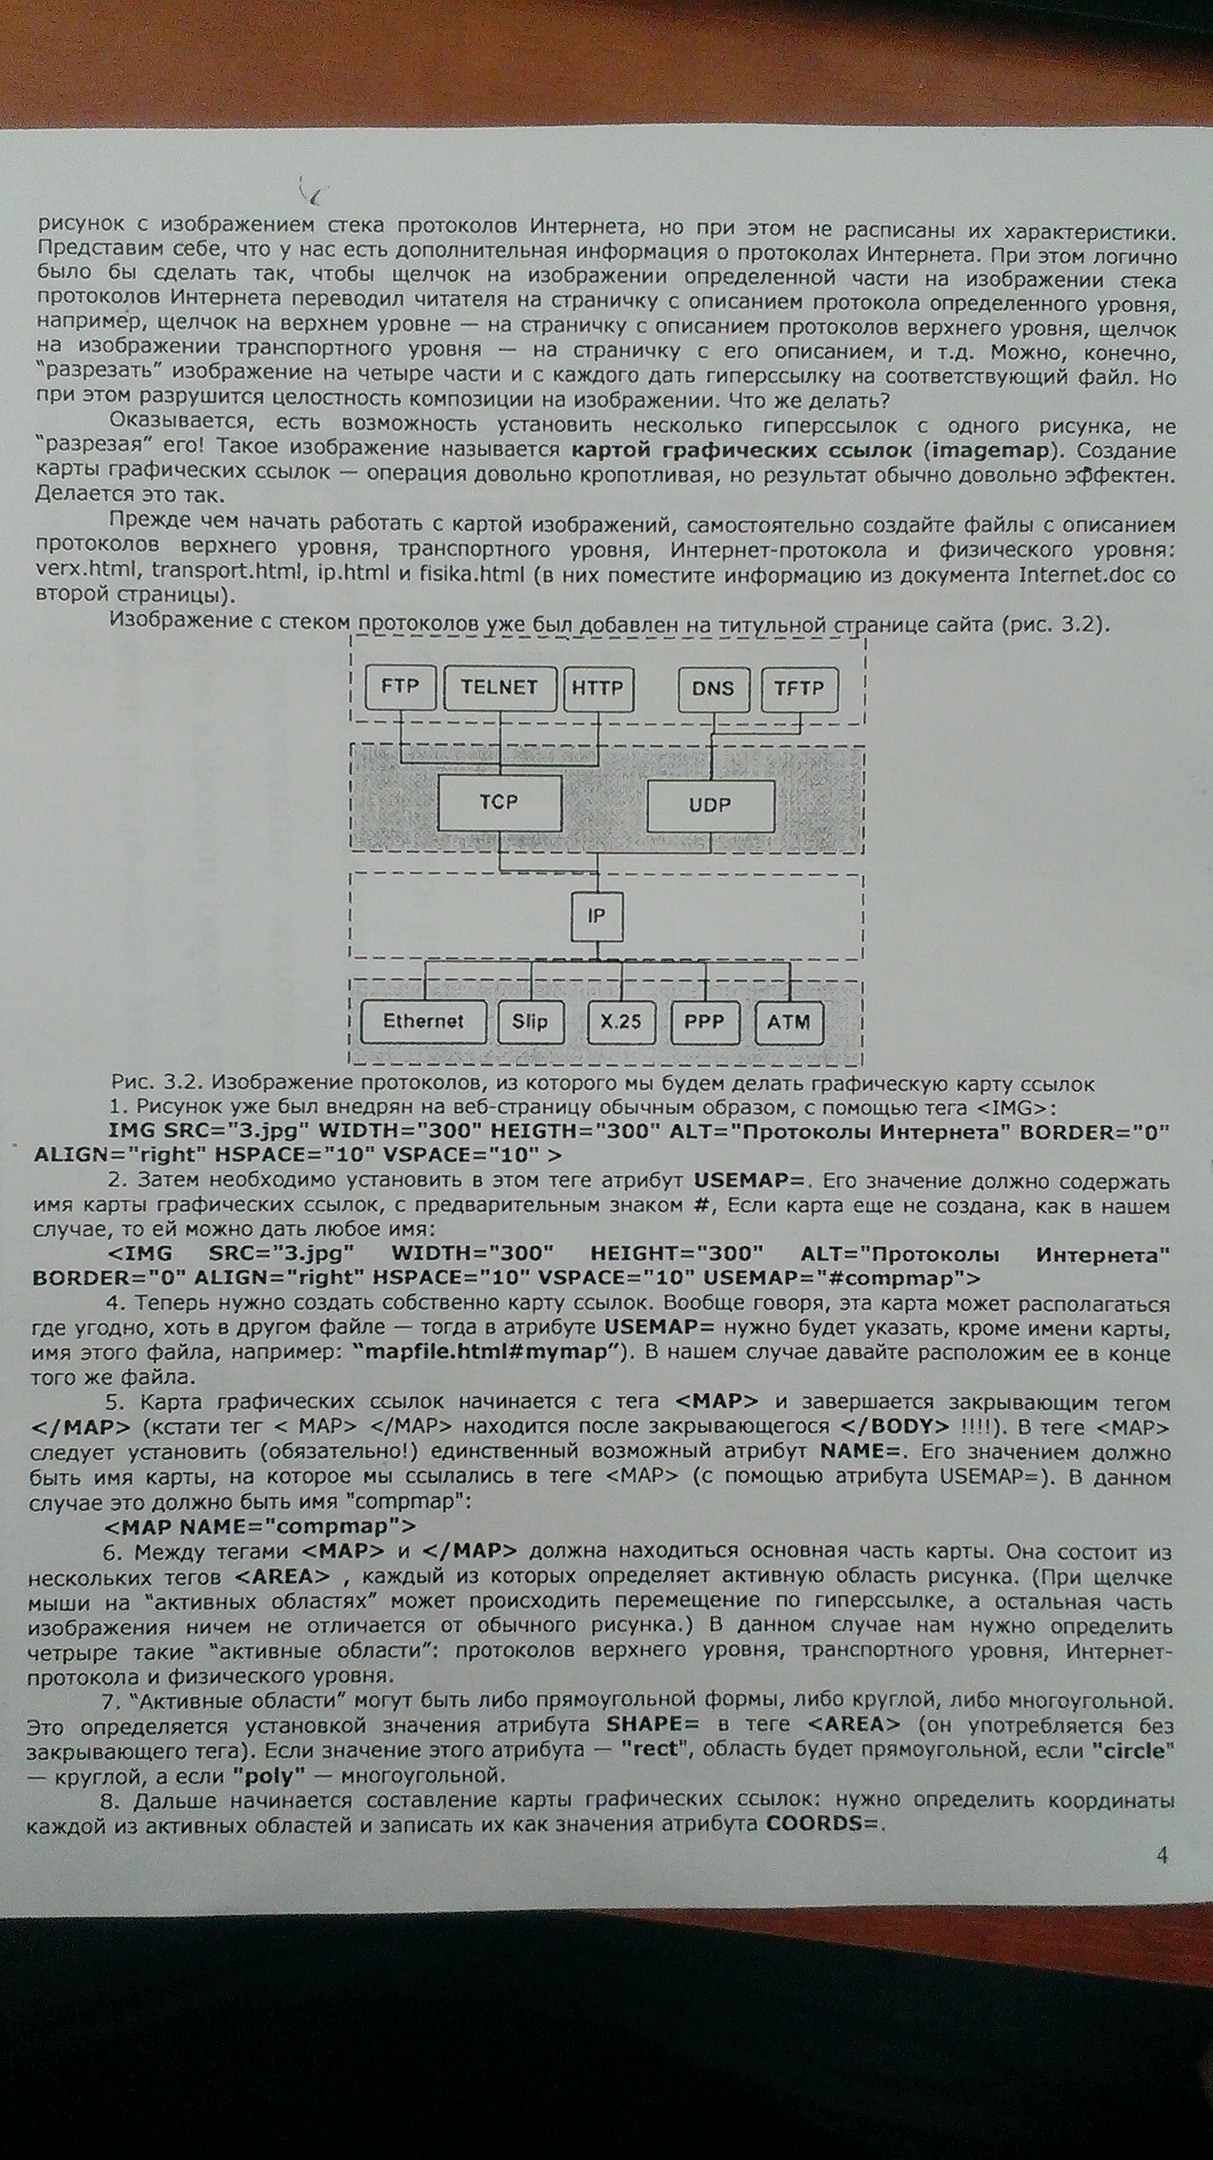 рисунок с изображением стека протоколов Интернета, но при этом не расписаны их характеристики.
Представим себе, что у нас есть дополнительная информация о протоколах Интернета. При этом логично
было бы сделать так, чтобы щелчок на изображении определенной части на изображении стека
протоколов Интернета переводил читателя на страничку с описанием протокола определенного уровня,
например, щелчок на верхнем уровне — на страничку с описанием протоколов верхнего уровня, щелчок
на изображении транспортного уровня — на страничку с его описанием, и т.д. Можно, конечно,
“разрезать” изображение на четыре части и с каждого дать гиперссылку на соответствующий файл. Но
при этом разрушится целостность композиции на изображении. Что же делать?
Оказывается, есть возможность установить несколько гиперссылок с одного рисунка, не
“разрезая” его! Такое изображение называется картой графических ссылок (imagemap). Создание
карты графических ссылок — операция довольно кропотливая, но результат обычно довольно эффектен.
Делается это так.
Прежде чем начать работать с картой изображений, самостоятельно создайте файлы с описанием
протоколов верхнего уровня, транспортного уровня, Интернет-протокола и физического уровня:
verx.html, transport.html, ip.html и fisika.html (в них поместите информацию из документа Internet.doc со
второй страницы).
Изображение с стеком протоколов уже был добавлен на титульной странице сайта (рис. 3.2).
FTP TELNET HTTP DNS TFTP
TCP UDP
IP
Ethernet Slip X.25 PPP ATM
Рис. 3.2. Изображение протоколов, из которого мы будем делать графическую карту ссылок
1. Рисунок уже был внедрян на веб-страницу обычным образом, с помощью тега <IMG>:
IMG SRC="3.jpg" WIDTH="300" HEIGTH="300" ALT="Протоколы Интернета" BORDER="0"
ALIGN="right" HSPACE="10" VSPACE="10" >
2. Затем необходимо установить в этом теге атрибут USEMAP=. Его значение должно содержать
имя карты графических ссылок, с предварительным знаком #, Если карта еще не создана, как в нашем
случае, то ей можно дать любое имя:
<IMG SRC="3.jpg" WIDTH="300" HEIGHT="300" ALT="Протоколы Интернета"
BORDER="0" ALIGN="right" HSPACE="10" VSPACE="10" USEMAP="#compmap">
4. Теперь нужно создать собственно карту ссылок. Вообще говоря, эта карта может располагаться
где угодно, хоть в другом файле — тогда в атрибуте USEMAP= нужно будет указать, кроме имени карты,
имя этого файла, например: “mapfile.html#mymap”). В нашем случае давайте расположим ее в конце
того же файла.
5. Карта графических ссылок начинается с тега <MAP> и завершается закрывающим тегом
</MAP> (кстати тег < MAP> </MAP> находится после закрывающегося </BODY> !!!!). В теге <MAP>
следует установить (обязательно!) единственный возможный атрибут NAME=. Его значением должно
быть имя карты, на которое мы ссылались в теге <MAP> (с помощью атрибута USEMAP=). В данном
случае это должно быть имя "compmap":
<MAP NAME="compmap">
6. Между тегами <MAP> и </MAP> должна находиться основная часть карты. Она состоит из
нескольких тегов <AREA> , каждый из которых определяет активную область рисунка. (При щелчке
мыши на “активных областях” может происходить перемещение по гиперссылке, а остальная часть
изображения ничем не отличается от обычного рисунка.) В данном случае нам нужно определить
четрыре такие “активные области”: протоколов верхнего уровня, транспортного уровня, Интернет-
протокола и физического уровня.
7. “Активные области” могут быть либо прямоугольной формы, либо круглой, либо многоугольной.
Это определяется установкой значения атрибута SHAPE= в теге <AREA> (он употребляется без
закрывающего тега). Если значение этого атрибута — "rect", область будет прямоугольной, если "circle"
— круглой, а если "poly" — многоугольной.
8. Дальше начинается составление карты графических ссылок: нужно определить координаты
каждой из активных областей и записать их как значения атрибута COORDS=.
4